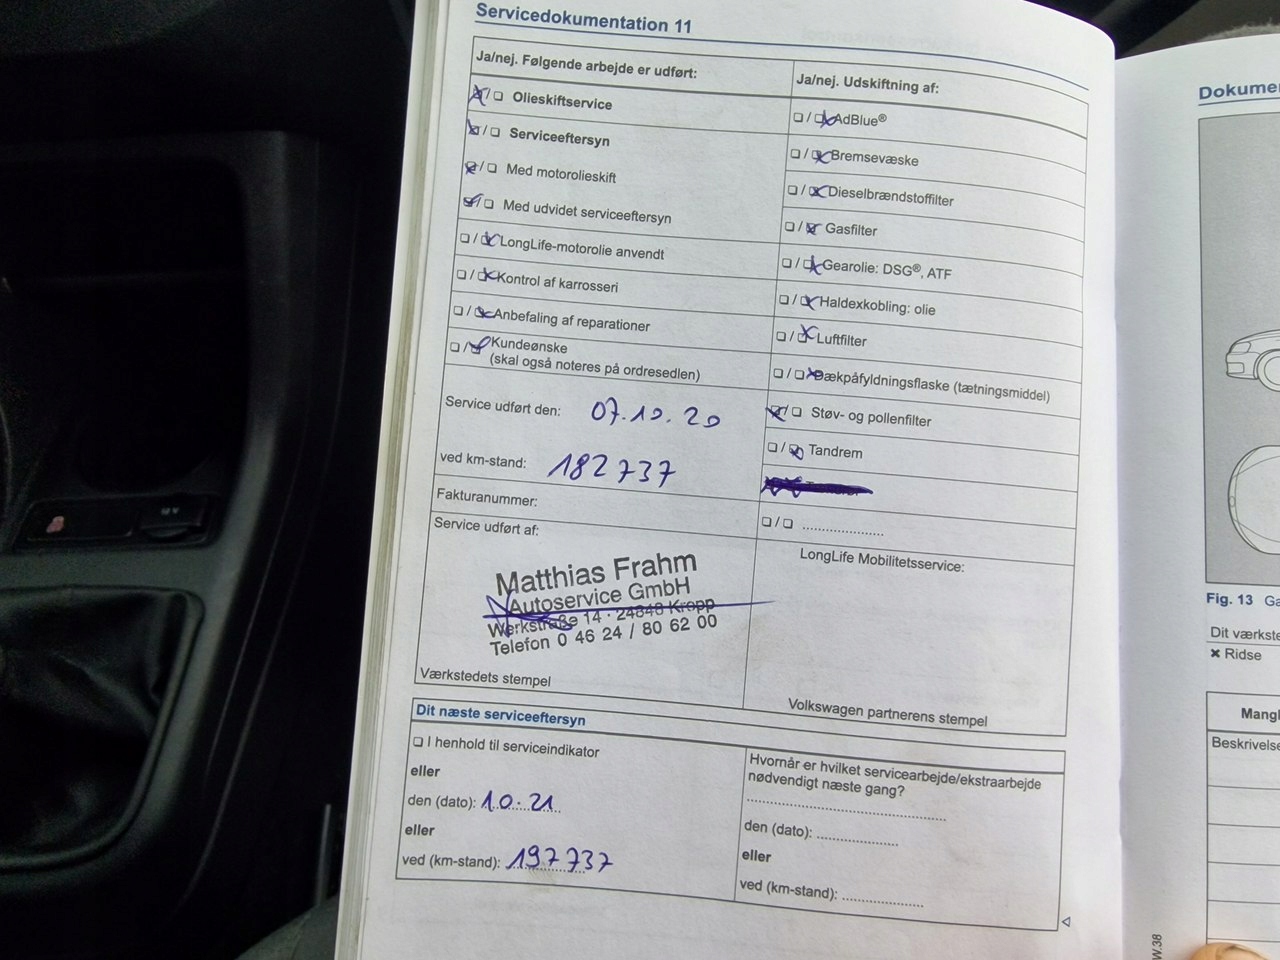 Servicedokumentation 11
Ja/nej. Følgende arbejde er udført:
☒/☐ Olieskiftservice
☒/☐ Serviceeftersyn
☒/☐ Med motorolieskift
☒/☐ Med udvidet serviceeftersyn
☐/☒ LongLife-motorolie anvendt
☐/☒ Kontrol af karrosseri
☐/☒ Anbefaling af reparationer
☐/☒ Kundeønske
(skal også noteres på ordresedlen)
Service udført den: 07.10.20
ved km-stand: 182737
Fakturanummer:
Service udført af:
Matthias Frahm
Autoservice GmbH
Werkstraße 14 · 24848 Kropp
Telefon 0 46 24 / 80 62 00
Værkstedets stempel
Ja/nej. Udskiftning af:
☐/☒ AdBlue®
☐/☒ Bremsevæske
☐/☒ Dieselbrændstoffilter
☐/☒ Gasfilter
☐/☒ Gearolie: DSG®, ATF
☐/☒ Haldexkobling: olie
☐/☒ Luftfilter
☐/☒ Dækpåfyldningsflaske (tætningsmiddel)
☒/☐ Støv- og pollenfilter
☐/☒ Tandrem
☐/☐ ....................
LongLife Mobilitetsservice:
Volkswagen partnerens stempel
Dit næste serviceeftersyn
☐ I henhold til serviceindikator
eller
den (dato): 10.21
eller
ved (km-stand): 197737
Hvornår er hvilket servicearbejde/ekstraarbejde
nødvendigt næste gang?
..................................................
den (dato): ....................
eller
ved (km-stand): ....................
Dokumen
Fig. 13 Ga
Dit værkste
✖ Ridse
Mangl
Beskrivelse
W.38